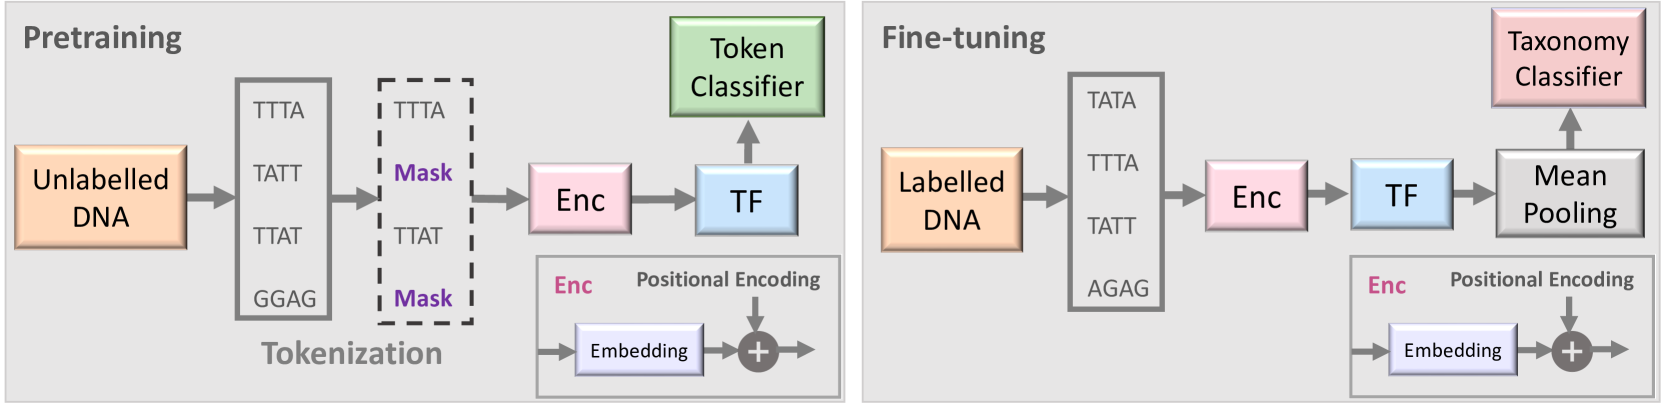 Pretraining
Unlabelled
DNA
TTTA
TATT
TTAT
GGAG
TTTA
Mask
TTAT
Mask
Tokenization
Enc
TF
Token
Classifier
Enc
Positional Encoding
Embedding
+
Fine-tuning
Labelled
DNA
TATA
TTTA
TATT
AGAG
Enc
TF
Mean
Pooling
Taxonomy
Classifier
Enc
Positional Encoding
Embedding
+